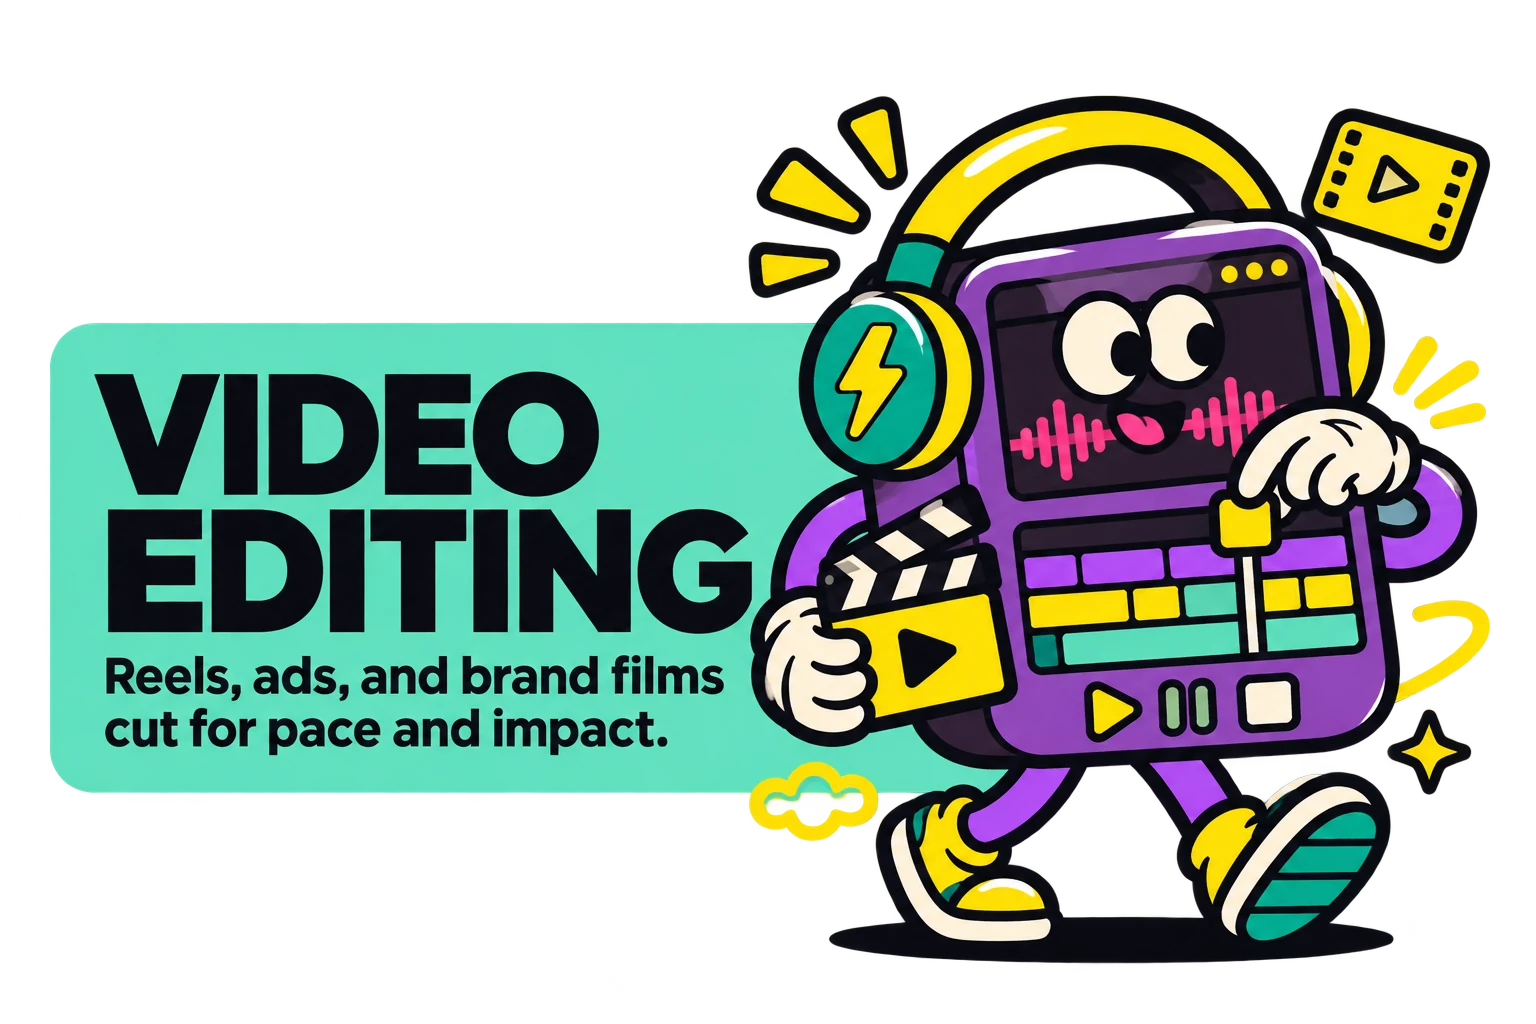 VIDEO
EDITING
Reels, ads, and brand films
cut for pace and impact.